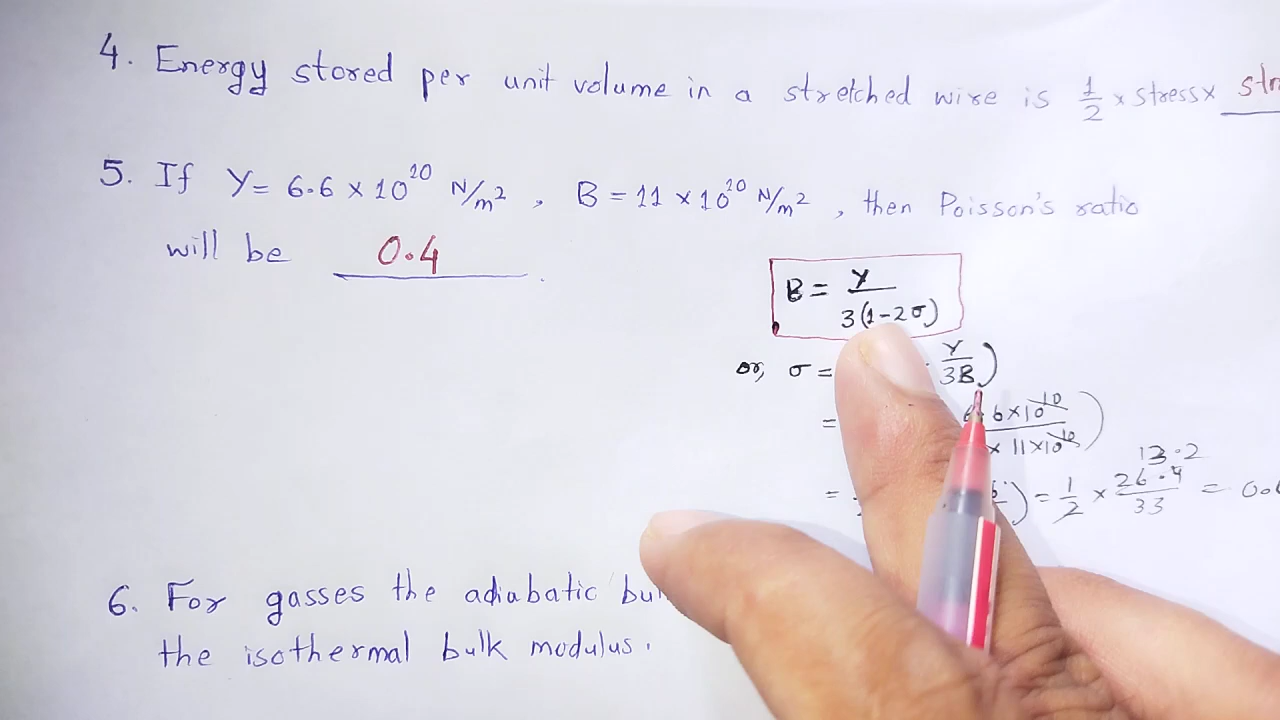 4. Energy stored per unit volume in a stretched wire is 1/2 × stress×
5. If Y= 6.6 × 10^10 N/m², B = 11 × 10^10 N/m², then Poisson's ratio
will be 0.4.
B = Y/3(1-2σ)
or, σ = Y/3B)
= 6 × 10^10 / × 11 × 10^10)
= ) = 1/2 × 26.4/33 =
13.2
6. For gasses the adiabatic
the isothermal bulk modulus.